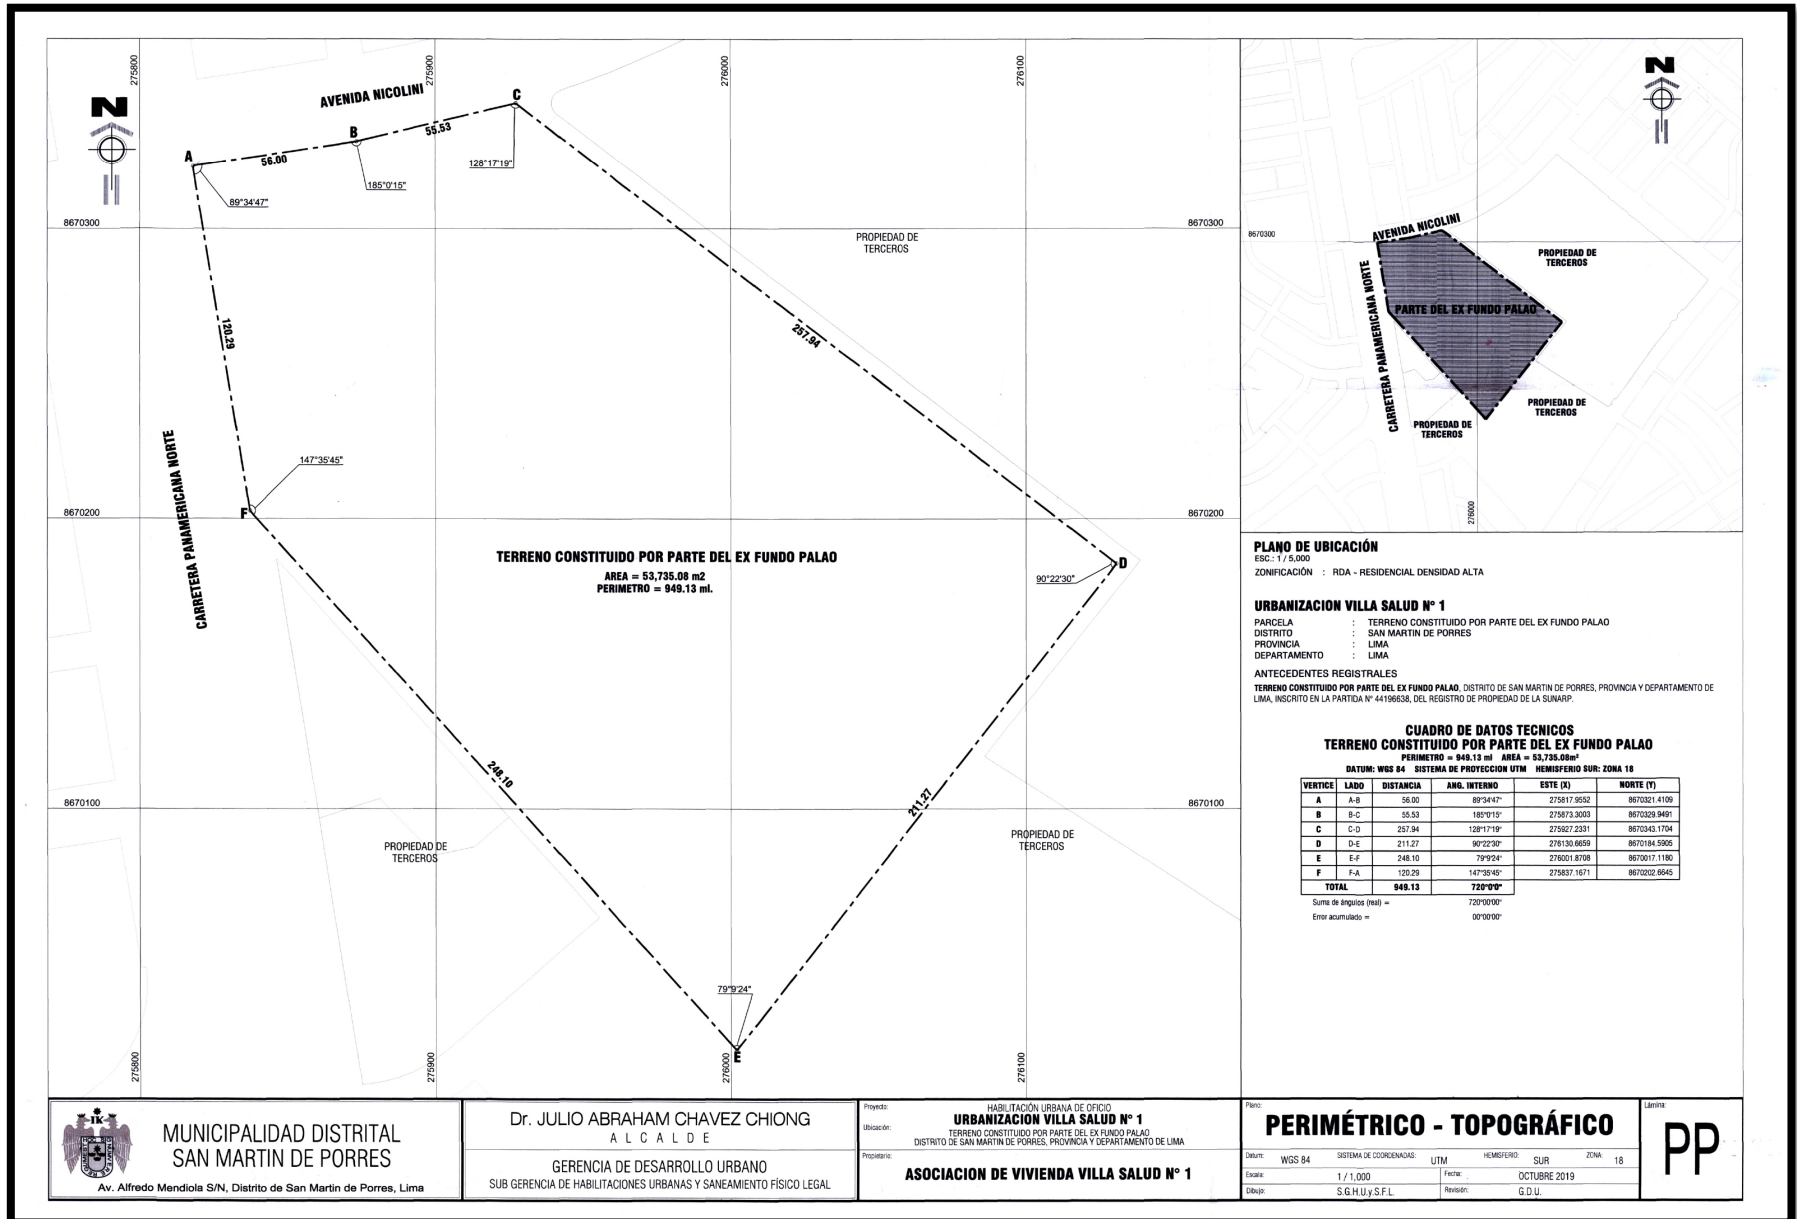 275800
275900
276000
276100
N
AVENIDA NICOLINI
A
B
C
56.00
55.53
89°34'47"
185°0'15"
128°17'19"
8670300
8670300
PROPIEDAD DE
TERCEROS
120.29
257.94
CARRETERA PANAMERICANA NORTE
147°35'45"
F
8670200
8670200
TERRENO CONSTITUIDO POR PARTE DEL EX FUNDO PALAO
AREA = 53,735.08 m2
PERIMETRO = 949.13 ml.
90°22'30"
D
248.10
211.27
8670100
8670100
PROPIEDAD DE
TERCEROS
PROPIEDAD DE
TERCEROS
79°9'24"
E
275800
275900
276000
276100
N
8670300
AVENIDA NICOLINI
PROPIEDAD DE
TERCEROS
CARRETERA PANAMERICANA NORTE
PARTE DEL EX FUNDO PALAO
PROPIEDAD DE
TERCEROS
PROPIEDAD DE
TERCEROS
276000
PLANO DE UBICACIÓN
ESC.: 1 / 5,000
ZONIFICACIÓN : RDA - RESIDENCIAL DENSIDAD ALTA
URBANIZACION VILLA SALUD N° 1
PARCELA : TERRENO CONSTITUIDO POR PARTE DEL EX FUNDO PALAO
DISTRITO : SAN MARTIN DE PORRES
PROVINCIA : LIMA
DEPARTAMENTO : LIMA
ANTECEDENTES REGISTRALES
TERRENO CONSTITUIDO POR PARTE DEL EX FUNDO PALAO, DISTRITO DE SAN MARTIN DE PORRES, PROVINCIA Y DEPARTAMENTO DE
LIMA, INSCRITO EN LA PARTIDA N° 44196638, DEL REGISTRO DE PROPIEDAD DE LA SUNARP.
CUADRO DE DATOS TECNICOS
TERRENO CONSTITUIDO POR PARTE DEL EX FUNDO PALAO
PERIMETRO = 949.13 ml AREA = 53,735.08m²
DATUM: WGS 84 SISTEMA DE PROYECCION UTM HEMISFERIO SUR: ZONA 18
VERTICE LADO DISTANCIA ANG. INTERNO ESTE (X) NORTE (Y)
A A-B 56.00 89°34'47" 275817.9552 8670321.4109
B B-C 55.53 185°0'15" 275873.3003 8670329.9491
C C-D 257.94 128°17'19" 275927.2331 8670343.1704
D D-E 211.27 90°22'30" 276130.6659 8670184.5905
E E-F 248.10 79°9'24" 276001.8708 8670017.1180
F F-A 120.29 147°35'45" 275837.1671 8670202.6645
TOTAL 949.13 720°0'0"
Suma de ángulos (real) = 720°00'00"
Error acumulado = 00°00'00"
MUNICIPALIDAD DISTRITAL
SAN MARTIN DE PORRES
Av. Alfredo Mendiola S/N, Distrito de San Martin de Porres, Lima
Dr. JULIO ABRAHAM CHAVEZ CHIONG
A L C A L D E
GERENCIA DE DESARROLLO URBANO
SUB GERENCIA DE HABILITACIONES URBANAS Y SANEAMIENTO FÍSICO LEGAL
Proyecto: HABILITACIÓN URBANA DE OFICIO
URBANIZACION VILLA SALUD N° 1
Ubicación: TERRENO CONSTITUIDO POR PARTE DEL EX FUNDO PALAO
DISTRITO DE SAN MARTIN DE PORRES, PROVINCIA Y DEPARTAMENTO DE LIMA
Propietario:
ASOCIACION DE VIVIENDA VILLA SALUD N° 1
Plano:
PERIMÉTRICO - TOPOGRÁFICO
Datum: WGS 84 SISTEMA DE COORDENADAS: UTM HEMISFERIO: SUR ZONA: 18
Escala: 1 / 1,000 Fecha: OCTUBRE 2019
Dibujo: S.G.H.U.y.S.F.L. Revisión: G.D.U.
Lámina:
PP